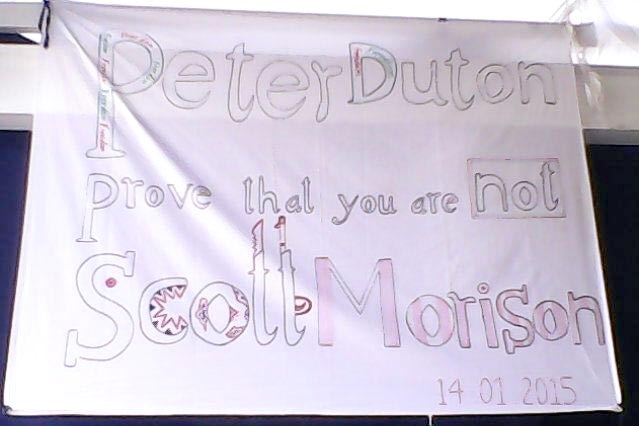 Peter Duton
prove that you are not
Scott Morison
14 01 2015